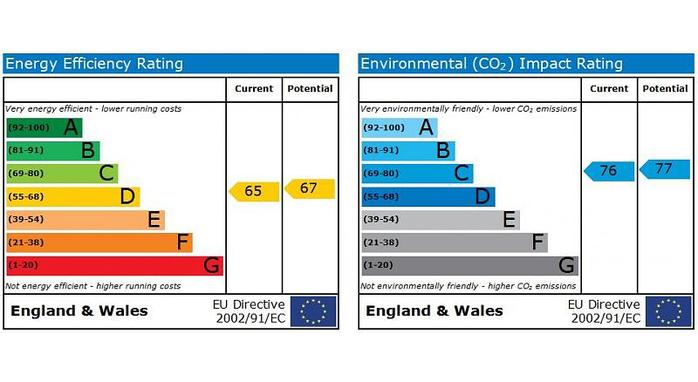 Energy Efficiency Rating
Current Potential
Very energy efficient - lower running costs
(92-100) A
(81-91) B
(69-80) C
(55-68) D
(39-54) E
(21-38) F
(1-20) G
65 67
Not energy efficient - higher running costs
England & Wales
EU Directive
2002/91/EC
Environmental (CO₂) Impact Rating
Current Potential
Very environmentally friendly - lower CO₂ emissions
(92-100) A
(81-91) B
(69-80) C
(55-68) D
(39-54) E
(21-38) F
(1-20) G
76 77
Not environmentally friendly - higher CO₂ emissions
England & Wales
EU Directive
2002/91/EC